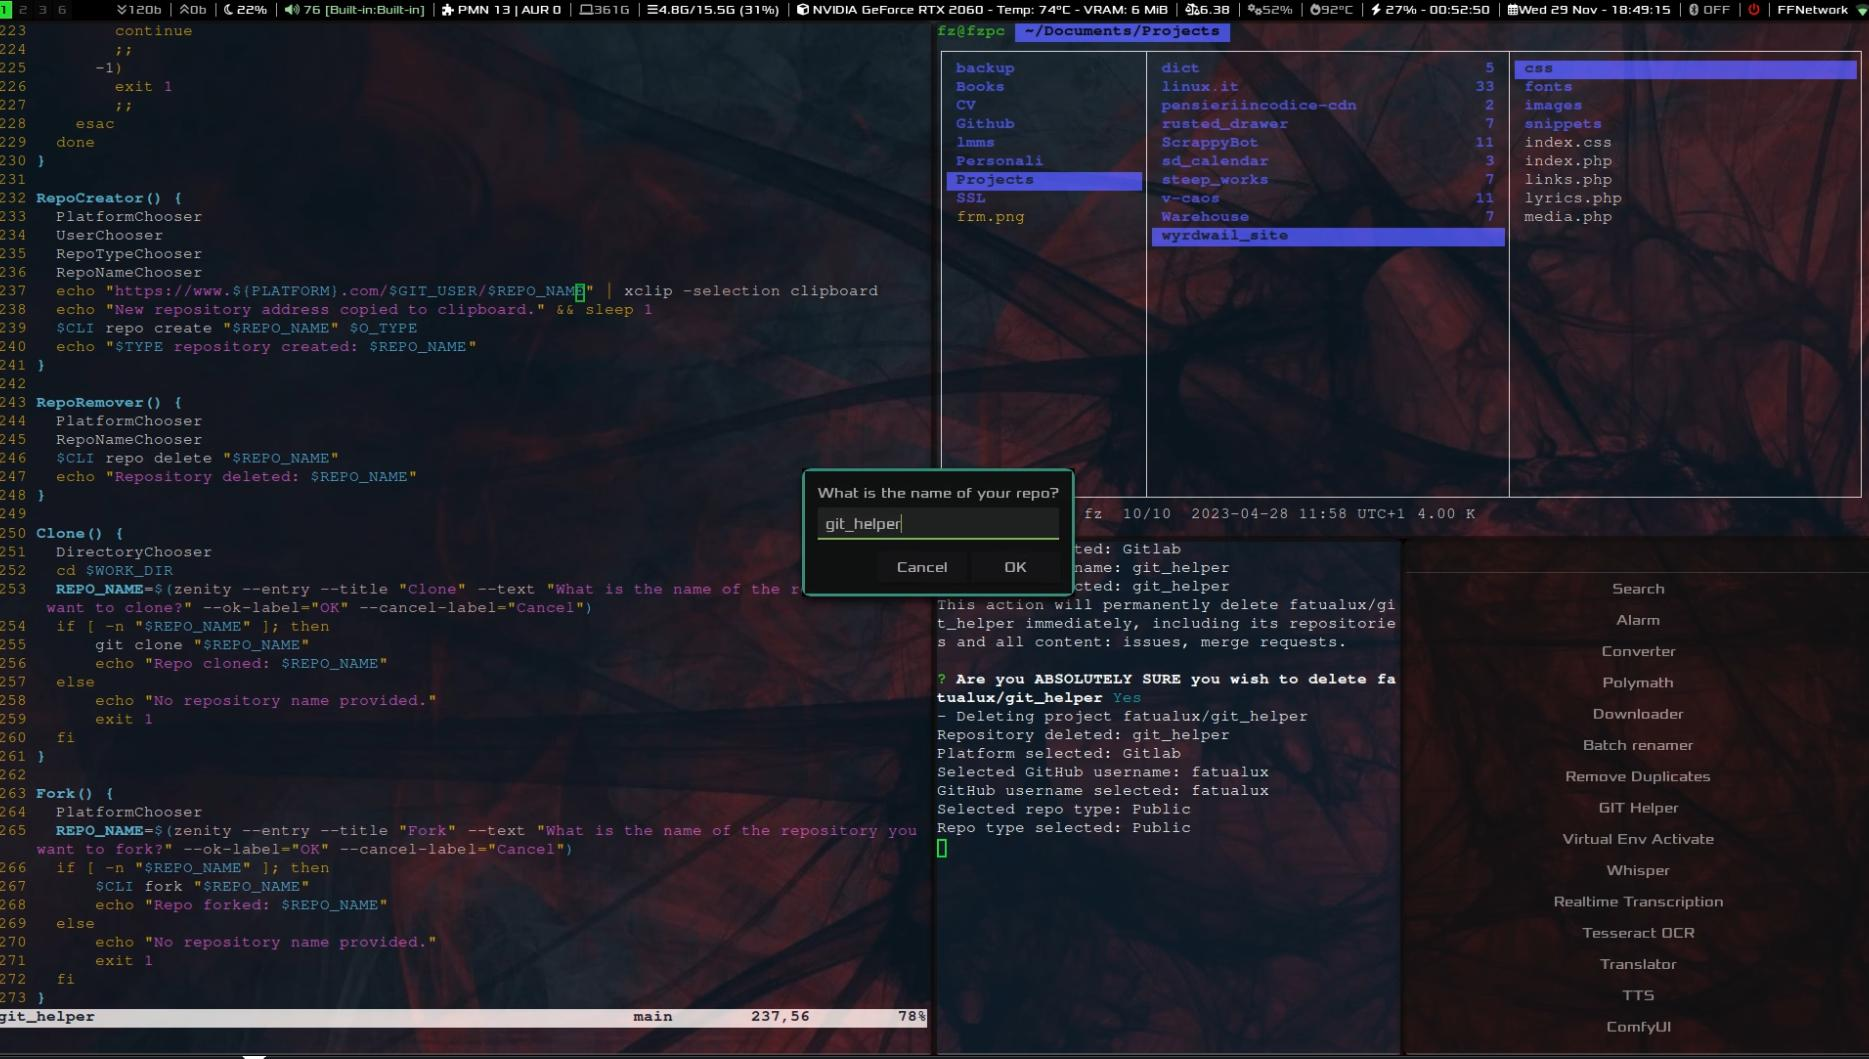 1 2 3 6 120b | 0b | 22% | 76 [Built-in:Built-in] | PMN 13 | AUR 0 | 361G | 4.8G/15.5G (31%) | NVIDIA GeForce RTX 2060 - Temp: 74°C - VRAM: 6 MiB | 6.38 | 52% | 92°C | 27% - 00:52:50 | Wed 29 Nov - 18:49:15 | OFF | | FFNetwork
223 continue
224 ;;
225 -1)
226 exit 1
227 ;;
228 esac
229 done
230 }
231
232 RepoCreator() {
233 PlatformChooser
234 UserChooser
235 RepoTypeChooser
236 RepoNameChooser
237 echo "https://www.${PLATFORM}.com/$GIT_USER/$REPO_NAME" | xclip -selection clipboard
238 echo "New repository address copied to clipboard." && sleep 1
239 $CLI repo create "$REPO_NAME" $O_TYPE
240 echo "$TYPE repository created: $REPO_NAME"
241 }
242
243 RepoRemover() {
244 PlatformChooser
245 RepoNameChooser
246 $CLI repo delete "$REPO_NAME"
247 echo "Repository deleted: $REPO_NAME"
248 }
249
250 Clone() {
251 DirectoryChooser
252 cd $WORK_DIR
253 REPO_NAME=$(zenity --entry --title "Clone" --text "What is the name of the r
want to clone?" --ok-label="OK" --cancel-label="Cancel")
254 if [ -n "$REPO_NAME" ]; then
255 git clone "$REPO_NAME"
256 echo "Repo cloned: $REPO_NAME"
257 else
258 echo "No repository name provided."
259 exit 1
260 fi
261 }
262
263 Fork() {
264 PlatformChooser
265 REPO_NAME=$(zenity --entry --title "Fork" --text "What is the name of the repository you
want to fork?" --ok-label="OK" --cancel-label="Cancel")
266 if [ -n "$REPO_NAME" ]; then
267 $CLI fork "$REPO_NAME"
268 echo "Repo forked: $REPO_NAME"
269 else
270 echo "No repository name provided."
271 exit 1
272 fi
273 }
git_helper main 237,56 78%
fz@fzpc ~/Documents/Projects
backup
Books
CV
Github
lmms
Personali
Projects
SSL
frm.png
dict 5
linux.it 33
pensieriincodice-cdn 2
rusted_drawer 7
ScrappyBot 11
sd_calendar 3
steep_works 7
v-caos 11
Warehouse 7
wyrdwail_site
css
fonts
images
snippets
index.css
index.php
links.php
lyrics.php
media.php
fz 10/10 2023-04-28 11:58 UTC+1 4.00 K
What is the name of your repo?
git_helper
Cancel OK
ted: Gitlab
name: git_helper
cted: git_helper
This action will permanently delete fatualux/gi
t_helper immediately, including its repositorie
s and all content: issues, merge requests.
? Are you ABSOLUTELY SURE you wish to delete fa
tualux/git_helper Yes
- Deleting project fatualux/git_helper
Repository deleted: git_helper
Platform selected: Gitlab
Selected GitHub username: fatualux
GitHub username selected: fatualux
Selected repo type: Public
Repo type selected: Public
Search
Alarm
Converter
Polymath
Downloader
Batch renamer
Remove Duplicates
GIT Helper
Virtual Env Activate
Whisper
Realtime Transcription
Tesseract OCR
Translator
TTS
ComfyUI